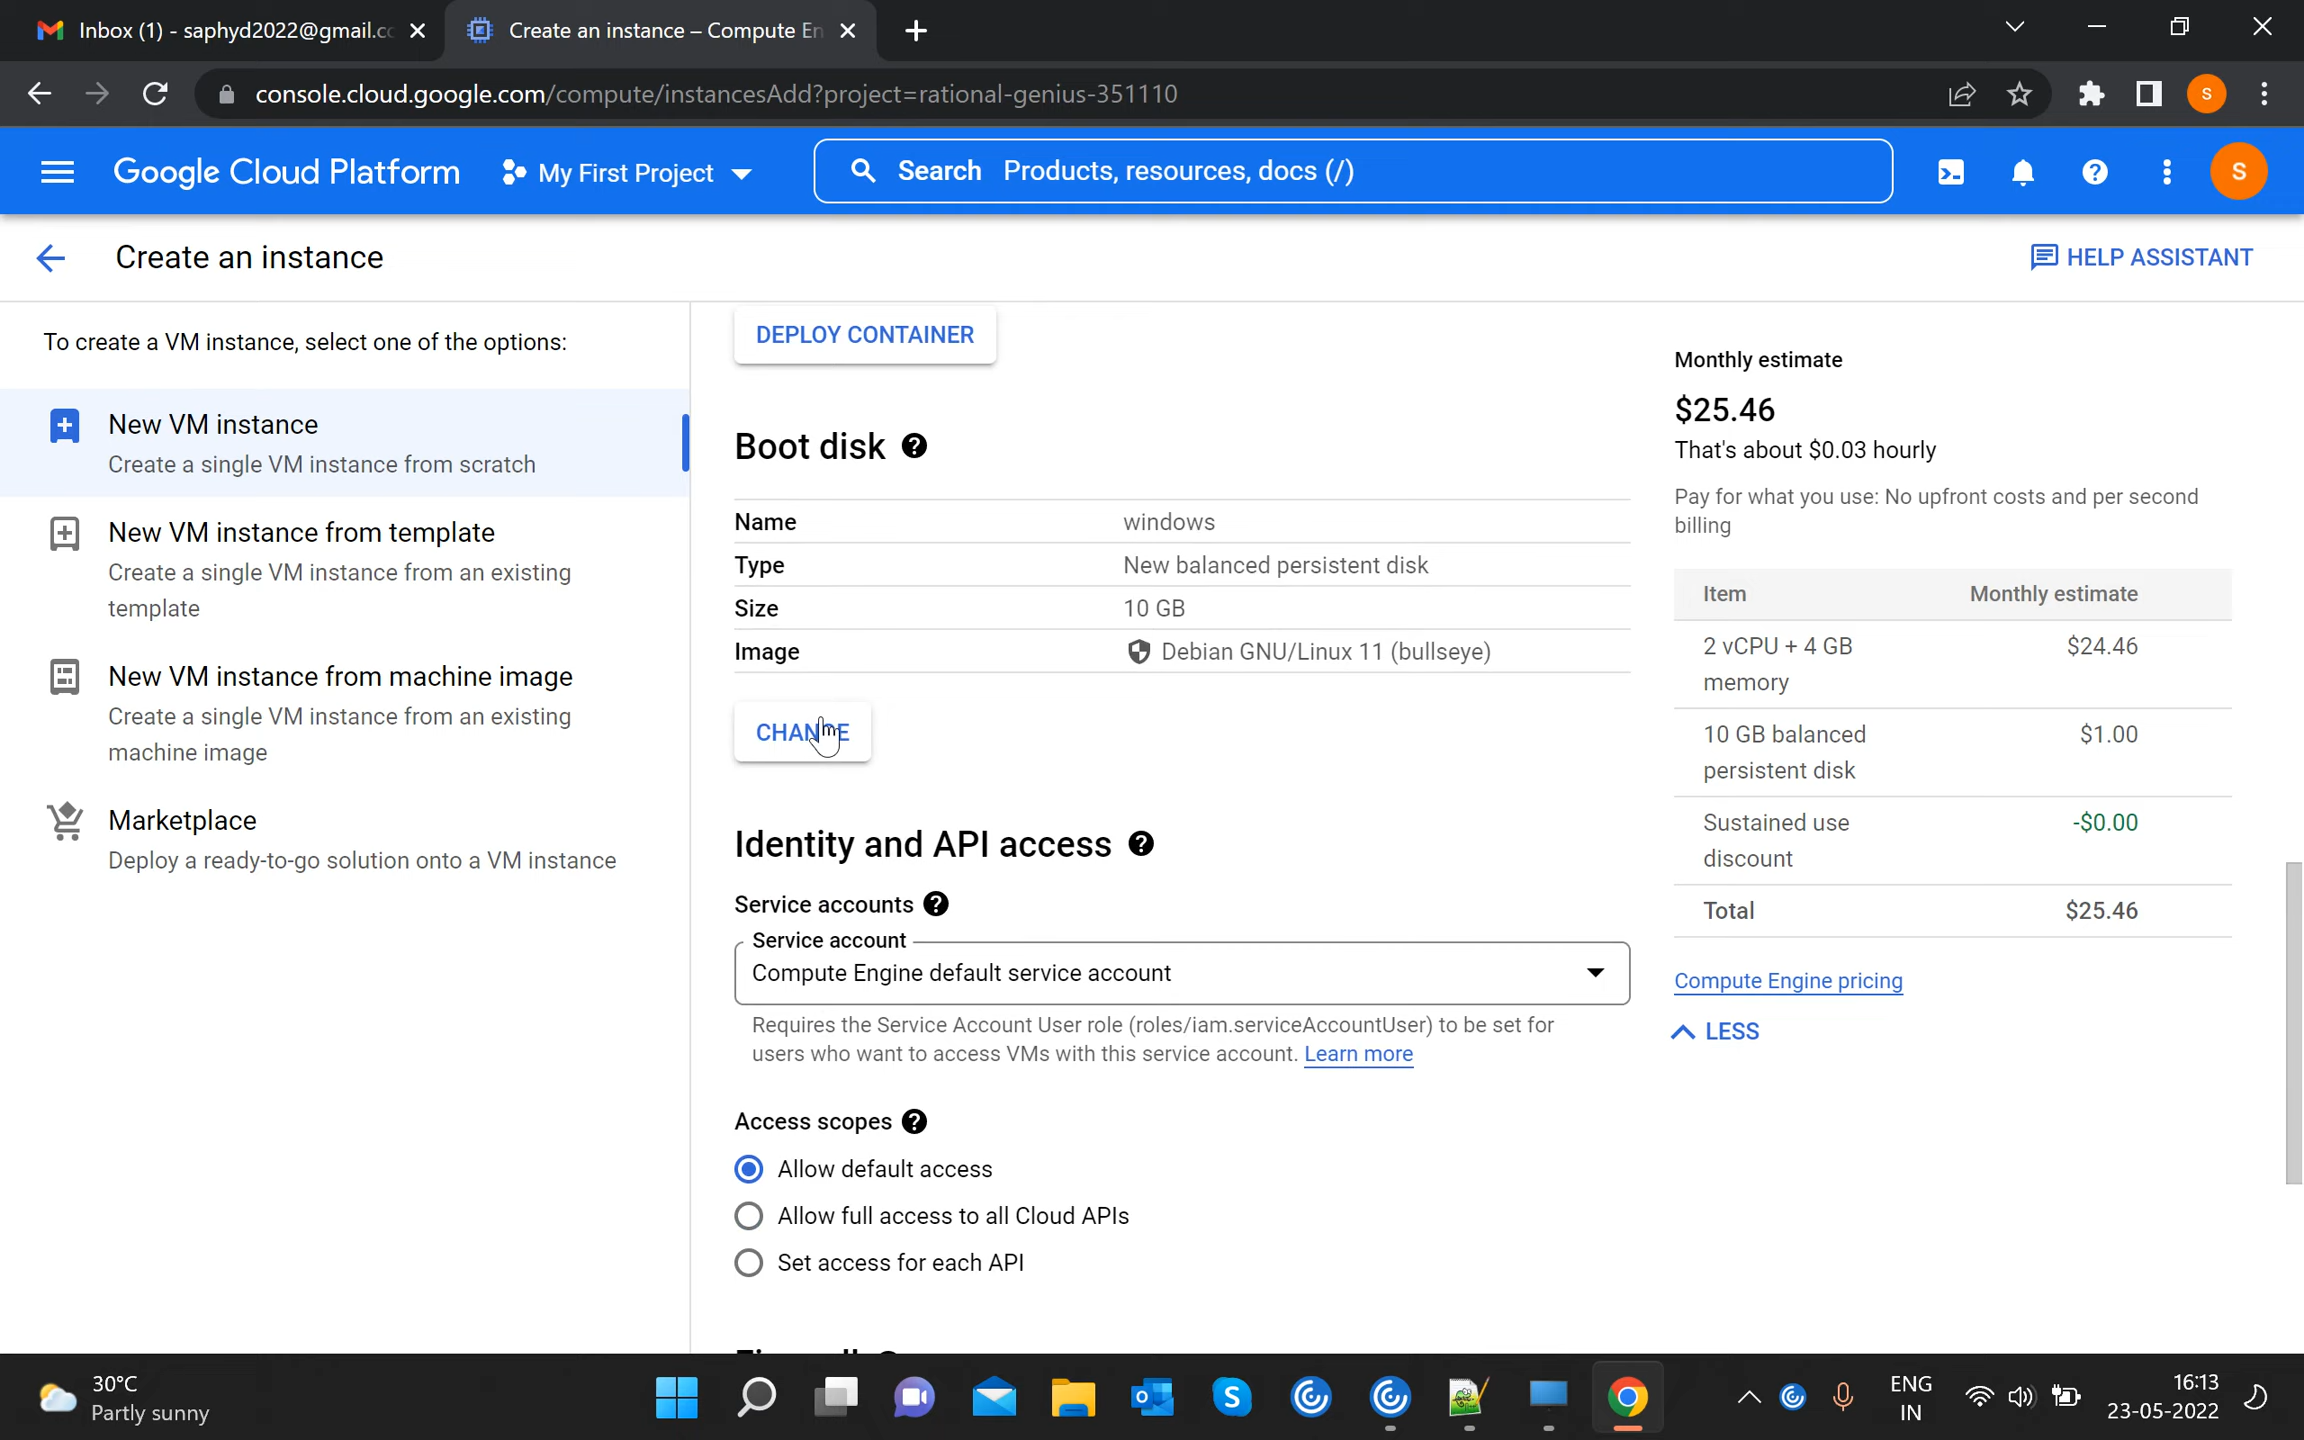 Inbox (1) - saphyd2022@gmail.cc
Create an instance – Compute En
console.cloud.google.com/compute/instancesAdd?project=rational-genius-351110
S
Google Cloud Platform
My First Project
Search Products, resources, docs (/)
S
Create an instance
HELP ASSISTANT
To create a VM instance, select one of the options:
New VM instance
Create a single VM instance from scratch
New VM instance from template
Create a single VM instance from an existing
template
New VM instance from machine image
Create a single VM instance from an existing
machine image
Marketplace
Deploy a ready-to-go solution onto a VM instance
DEPLOY CONTAINER
Boot disk
Name windows
Type New balanced persistent disk
Size 10 GB
Image Debian GNU/Linux 11 (bullseye)
CHANGE
Identity and API access
Service accounts
Service account
Compute Engine default service account
Requires the Service Account User role (roles/iam.serviceAccountUser) to be set for
users who want to access VMs with this service account. Learn more
Access scopes
Allow default access
Allow full access to all Cloud APIs
Set access for each API
Monthly estimate
$25.46
That's about $0.03 hourly
Pay for what you use: No upfront costs and per second
billing
Item Monthly estimate
2 vCPU + 4 GB $24.46
memory
10 GB balanced $1.00
persistent disk
Sustained use -$0.00
discount
Total $25.46
Compute Engine pricing
LESS
30°C
Partly sunny
ENG
IN
16:13
23-05-2022